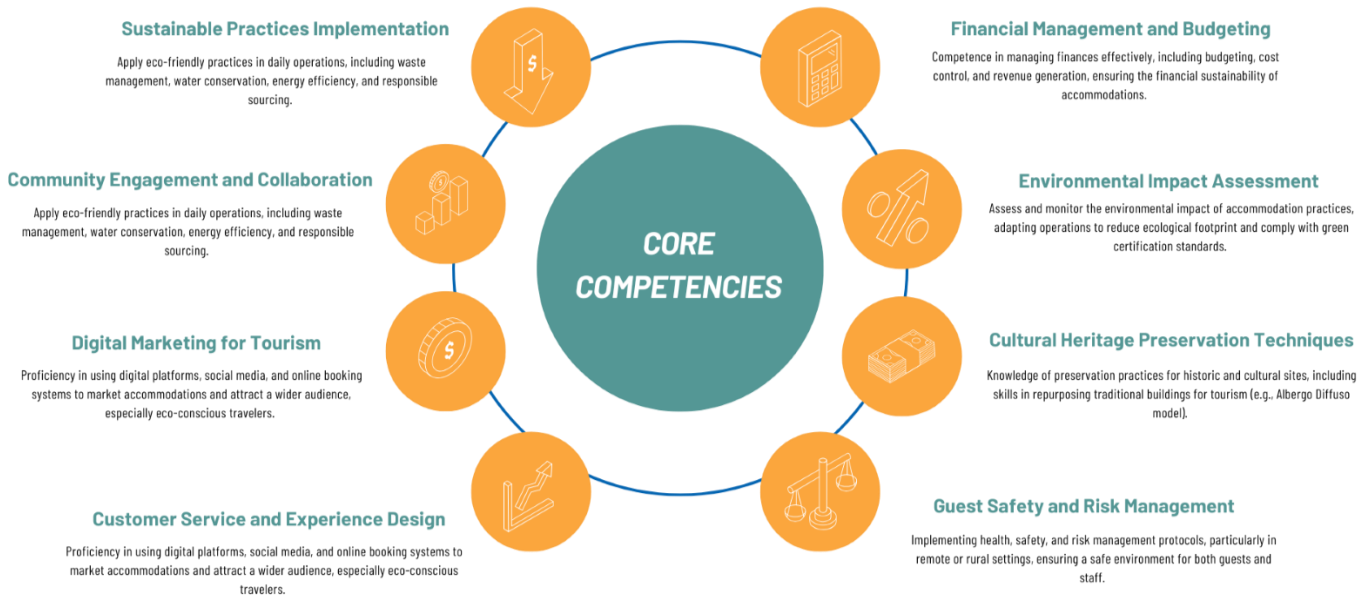 Sustainable Practices Implementation
Apply eco-friendly practices in daily operations, including waste
management, water conservation, energy efficiency, and responsible
sourcing.
Community Engagement and Collaboration
Apply eco-friendly practices in daily operations, including waste
management, water conservation, energy efficiency, and responsible
sourcing.
Digital Marketing for Tourism
Proficiency in using digital platforms, social media, and online booking
systems to market accommodations and attract a wider audience,
especially eco-conscious travelers.
Customer Service and Experience Design
Proficiency in using digital platforms, social media, and online booking systems to
market accommodations and attract a wider audience, especially eco-conscious
travelers.
$
$
$
CORE
COMPETENCIES
Financial Management and Budgeting
Competence in managing finances effectively, including budgeting, cost
control, and revenue generation, ensuring the financial sustainability of
accommodations.
Environmental Impact Assessment
Assess and monitor the environmental impact of accommodation practices,
adapting operations to reduce ecological footprint and comply with green
certification standards.
Cultural Heritage Preservation Techniques
Knowledge of preservation practices for historic and cultural sites, including
skills in repurposing traditional buildings for tourism (e.g., Albergo Diffuso
model).
Guest Safety and Risk Management
Implementing health, safety, and risk management protocols, particularly in
remote or rural settings, ensuring a safe environment for both guests and
staff.